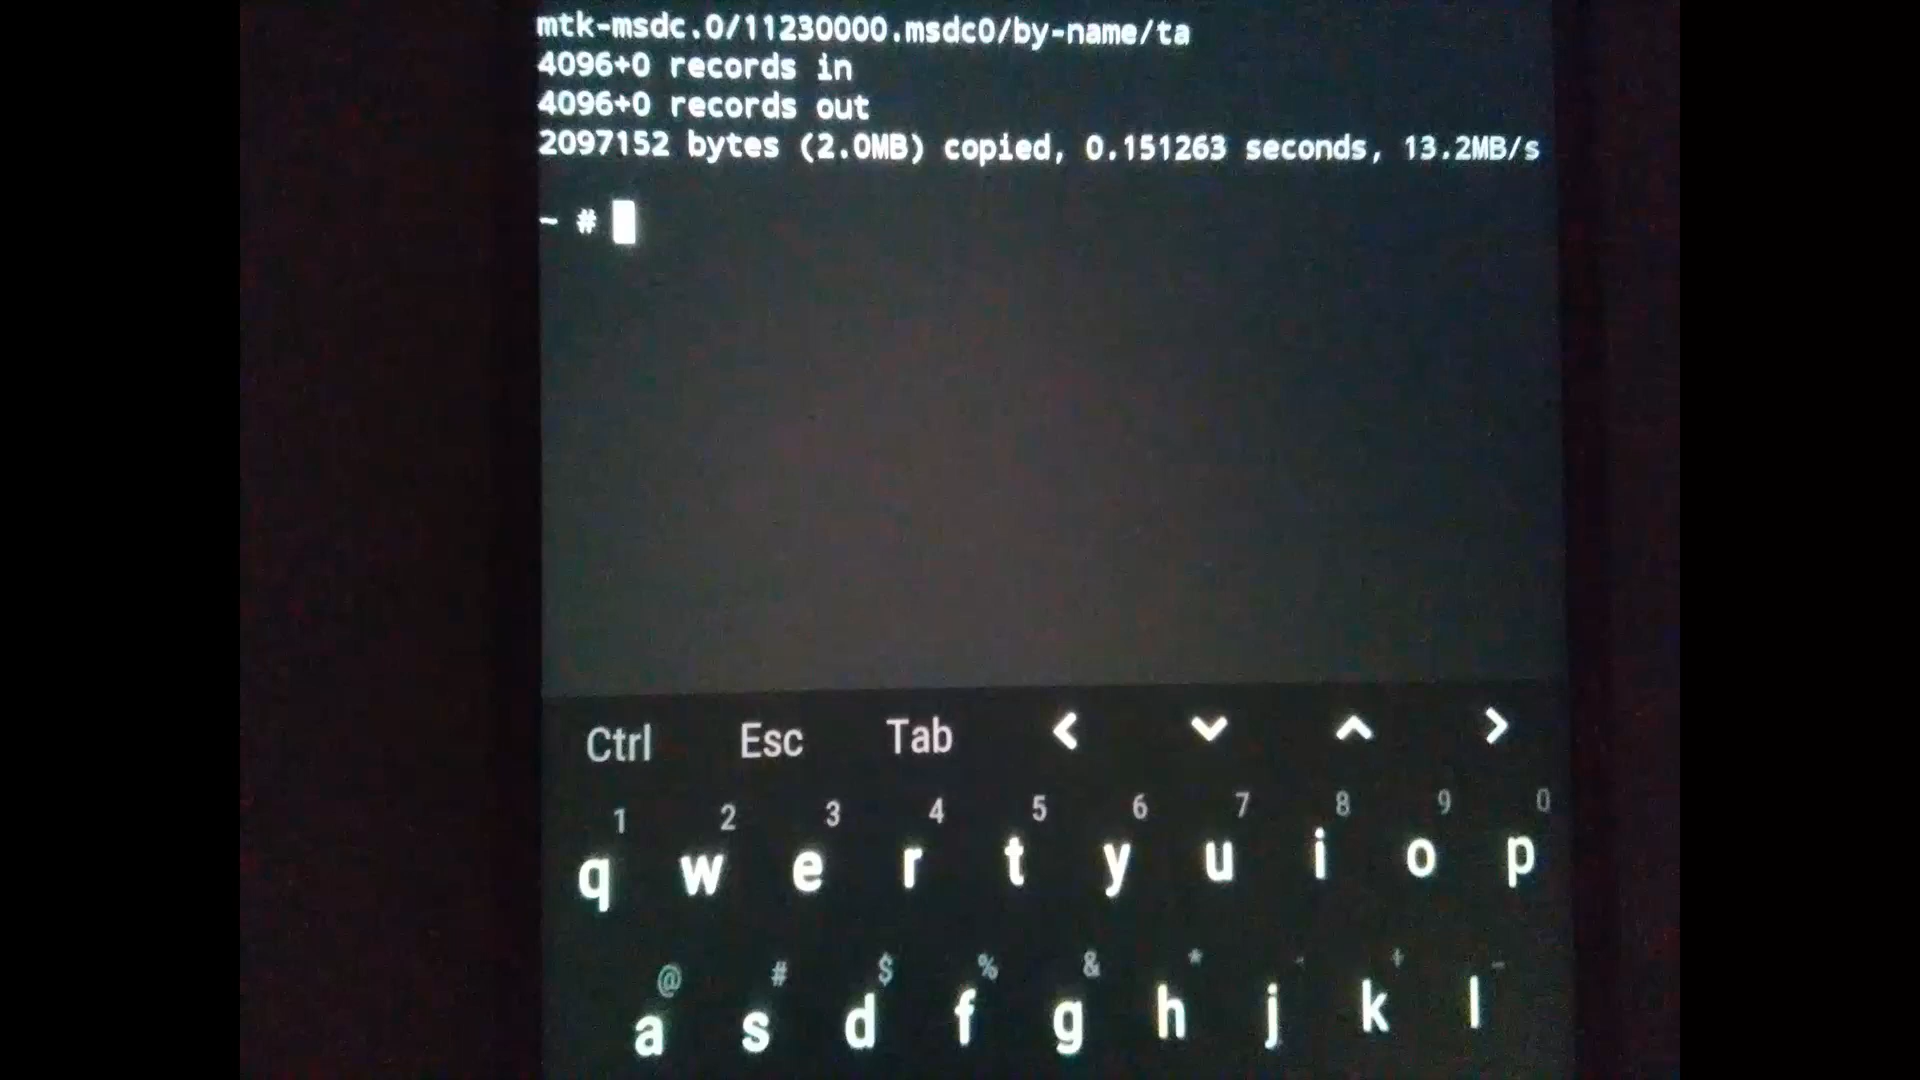 mtk-msdc.0/11230000.msdc0/by-name/ta
4096+0 records in
4096+0 records out
2097152 bytes (2.0MB) copied, 0.151263 seconds, 13.2MB/s
~ #
Ctrl Esc Tab < ⌄ ^ >
1 2 3 4 5 6 7 8 9 0
q w e r t y u i o p
@ # $ % & * - + _
a s d f g h j k l